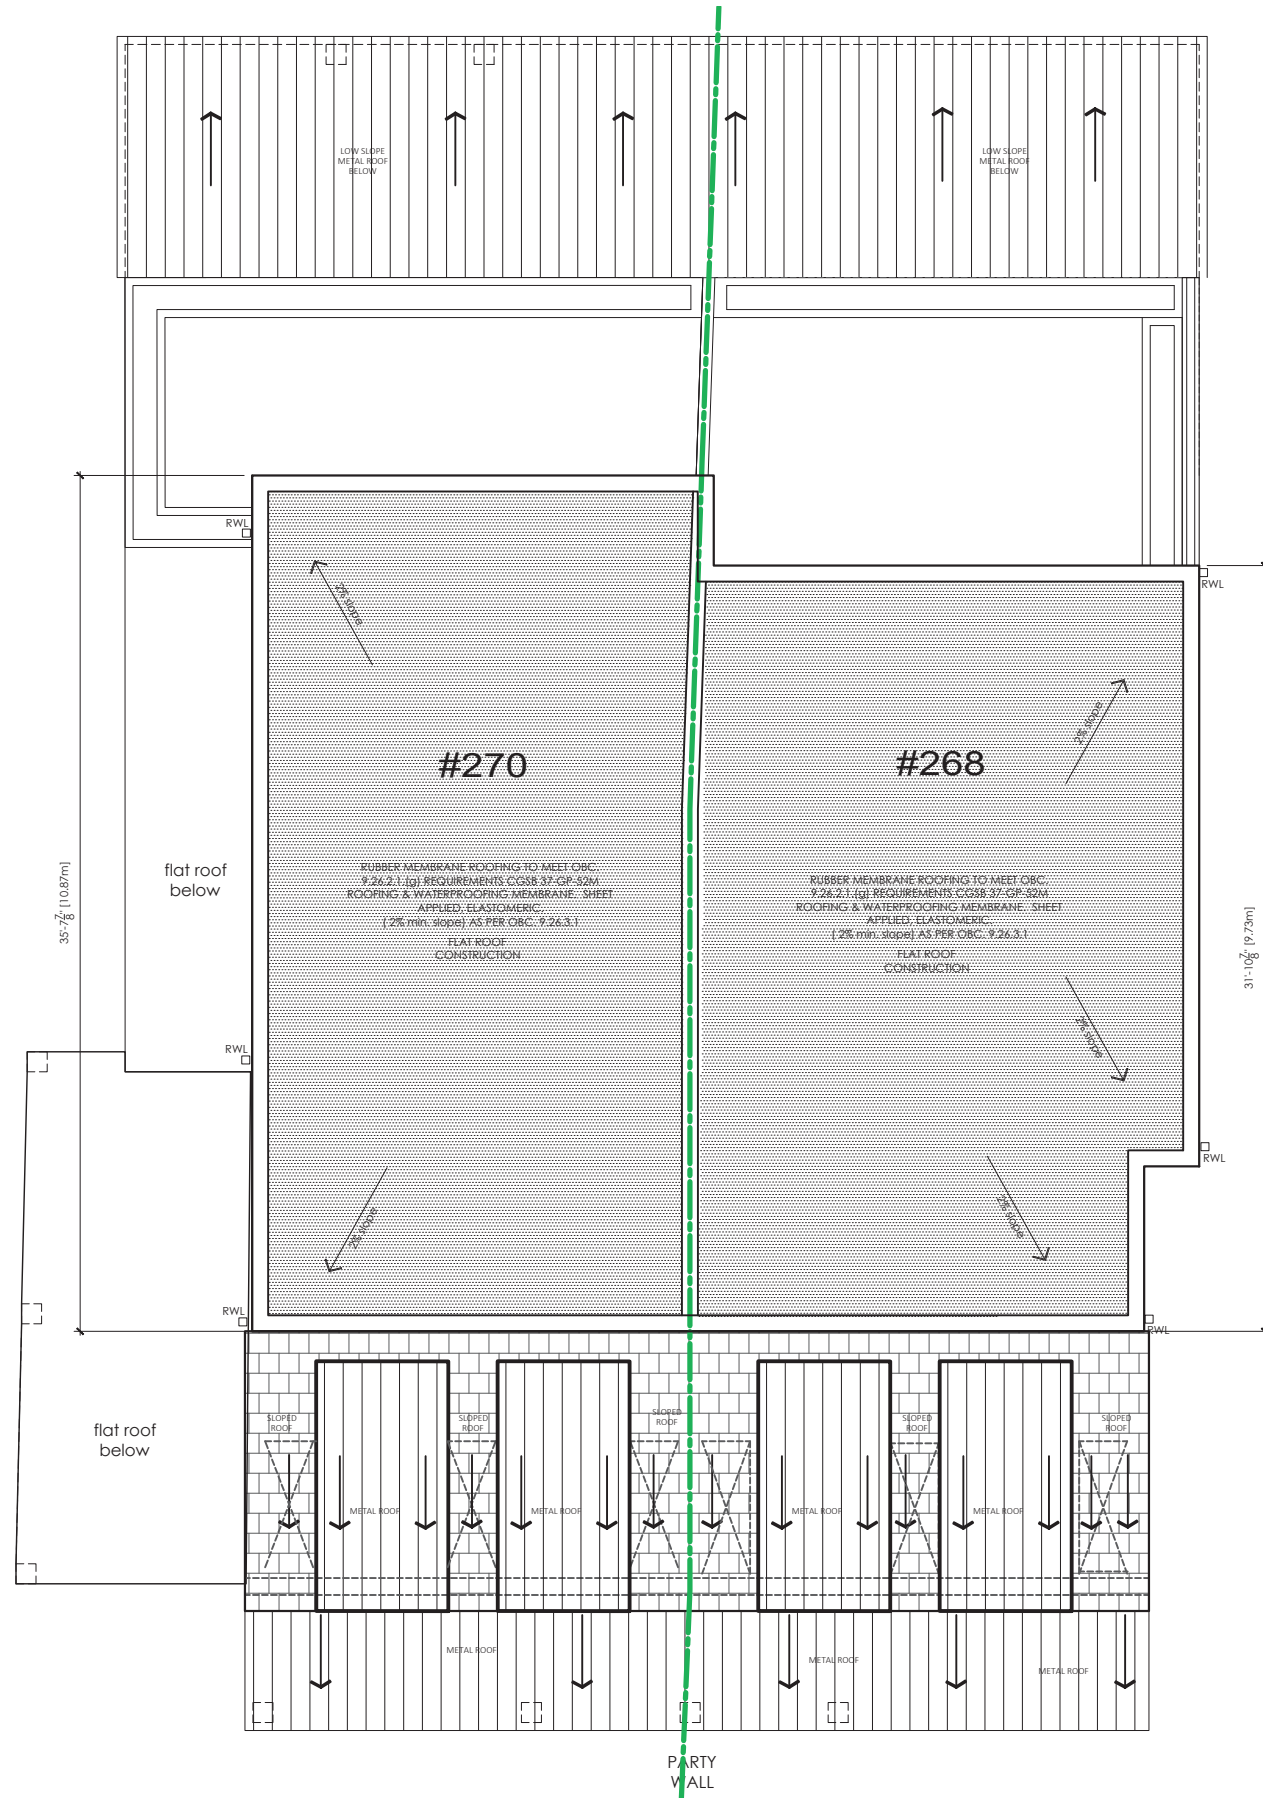 LOW SLOPE
METAL ROOF
BELOW
LOW SLOPE
METAL ROOF
BELOW
RWL
RWL
2% slope
2% slope
#270
#268
flat roof
below
35'-7 7/8" [10.87m]
RUBBER MEMBRANE ROOFING TO MEET OBC.
9.26.2.1.(g) REQUIREMENTS CGSB 37-GP-52M
ROOFING & WATERPROOFING MEMBRANE, SHEET
APPLIED, ELASTOMERIC.
( 2% min. slope) AS PER OBC. 9.26.3.1
FLAT ROOF
CONSTRUCTION
RUBBER MEMBRANE ROOFING TO MEET OBC.
9.26.2.1.(g) REQUIREMENTS CGSB 37-GP-52M
ROOFING & WATERPROOFING MEMBRANE, SHEET
APPLIED, ELASTOMERIC.
( 2% min. slope) AS PER OBC. 9.26.3.1
FLAT ROOF
CONSTRUCTION
31'-10 7/8" [9.73m]
RWL
2% slope
RWL
2% slope
2% slope
RWL
RWL
SLOPED
ROOF
SLOPED
ROOF
SLOPED
ROOF
SLOPED
ROOF
SLOPED
ROOF
flat roof
below
METAL ROOF
METAL ROOF
METAL ROOF
METAL ROOF
METAL ROOF
METAL ROOF
METAL ROOF
PARTY
WALL